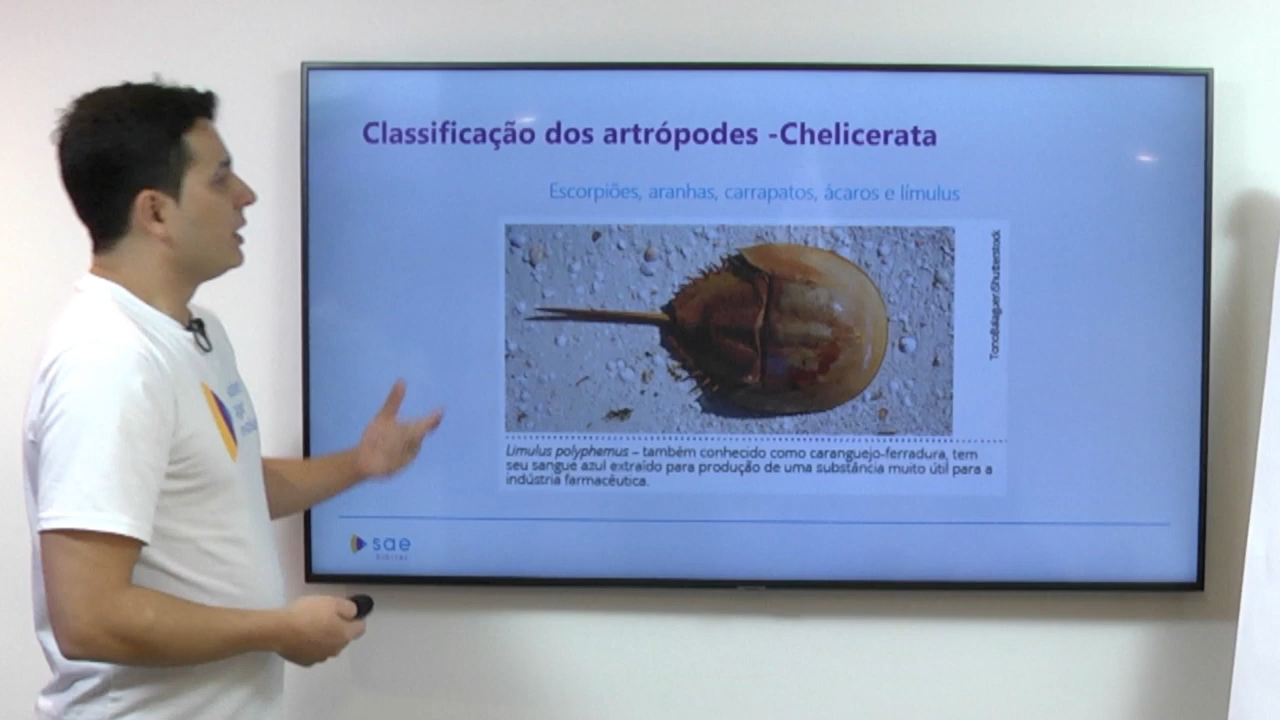 Classificação dos artrópodes -Chelicerata
Escorpiões, aranhas, carrapatos, ácaros e límulus
Limulus polyphemus – também conhecido como caranguejo-ferradura, tem
seu sangue azul extraído para produção de uma substância muito útil para a
indústria farmacêutica.
sae